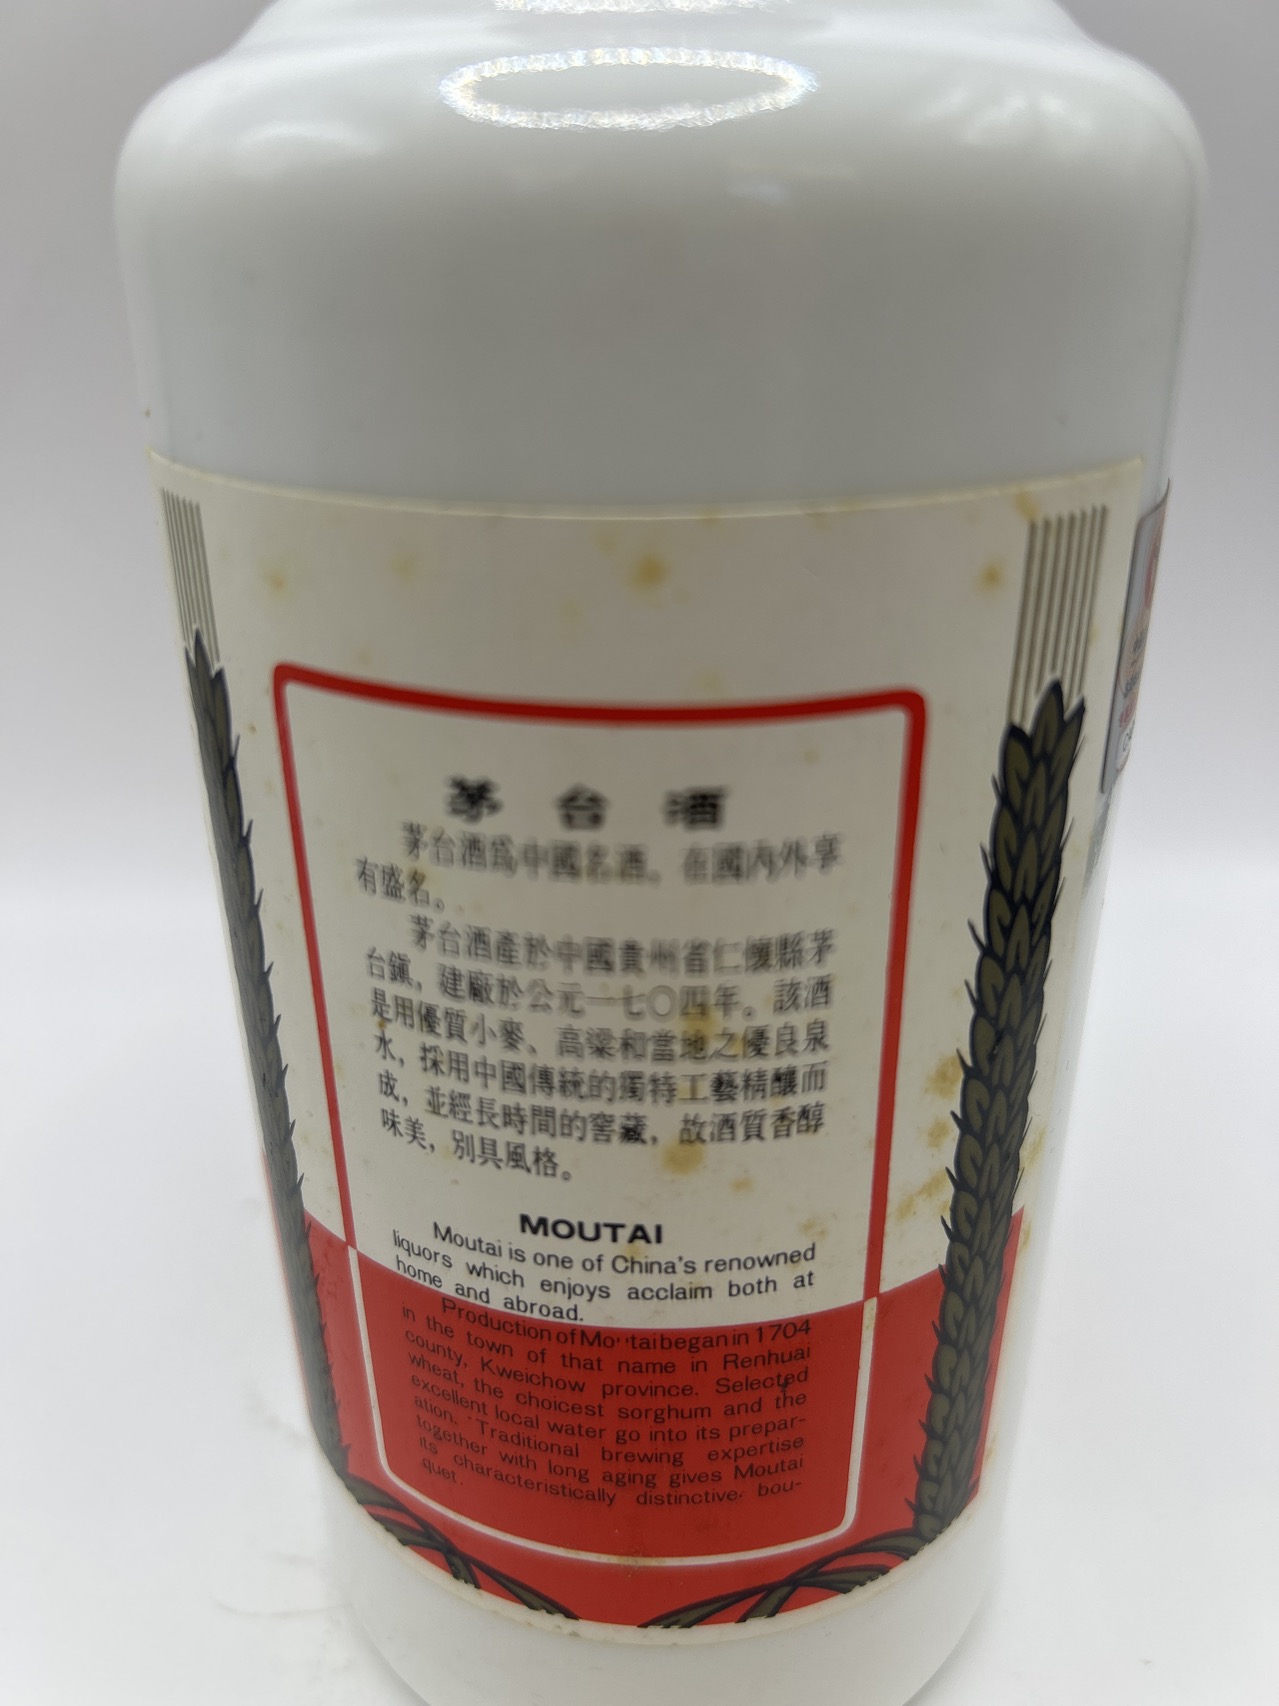 茅台酒
茅台酒爲中國名酒，在國內外享
有盛名。
茅台酒產於中國貴州省仁懷縣茅
台鎭，建廠於公元一七〇四年。該酒
是用優質小麥、高粱和當地之優良泉
水，採用中國傳統的獨特工藝精釀而
成，並經長時間的窖藏，故酒質香醇
味美，別具風格。
MOUTAI
Moutai is one of China's renowned
liquors which enjoys acclaim both at
home and abroad.
Production of Moutai began in 1704
in the town of that name in Renhuai
county, Kweichow province. Selected
wheat, the choicest sorghum and the
excellent local water go into its prepar-
ation. Traditional brewing expertise
together with long aging gives Moutai
its characteristically distinctive bou-
quet.